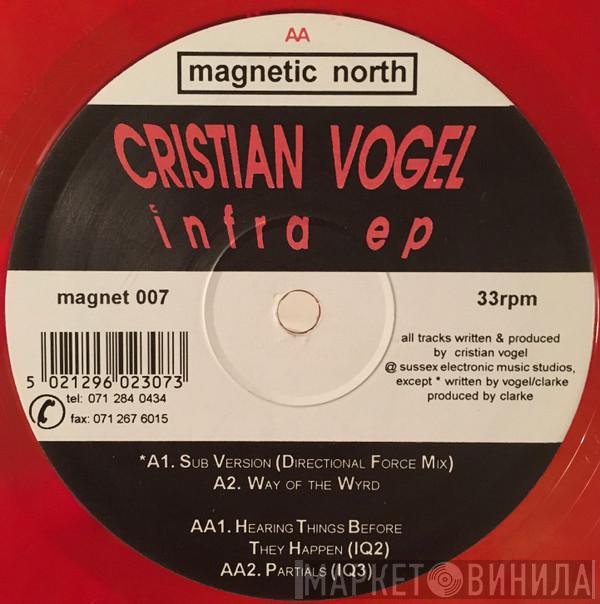 AA
magnetic north
CRISTIAN VOGEL
infra ep
magnet 007
33rpm
5 021296 023073
tel: 071 284 0434
fax: 071 267 6015
all tracks written & produced
by cristian vogel
@ sussex electronic music studios,
except * written by vogel/clarke
produced by clarke
*A1. Sub Version (Directional Force Mix)
A2. Way of the Wyrd
AA1. Hearing Things Before
They Happen (IQ2)
AA2. Partials (IQ3)
МАРКЕТ ВИНИЛА